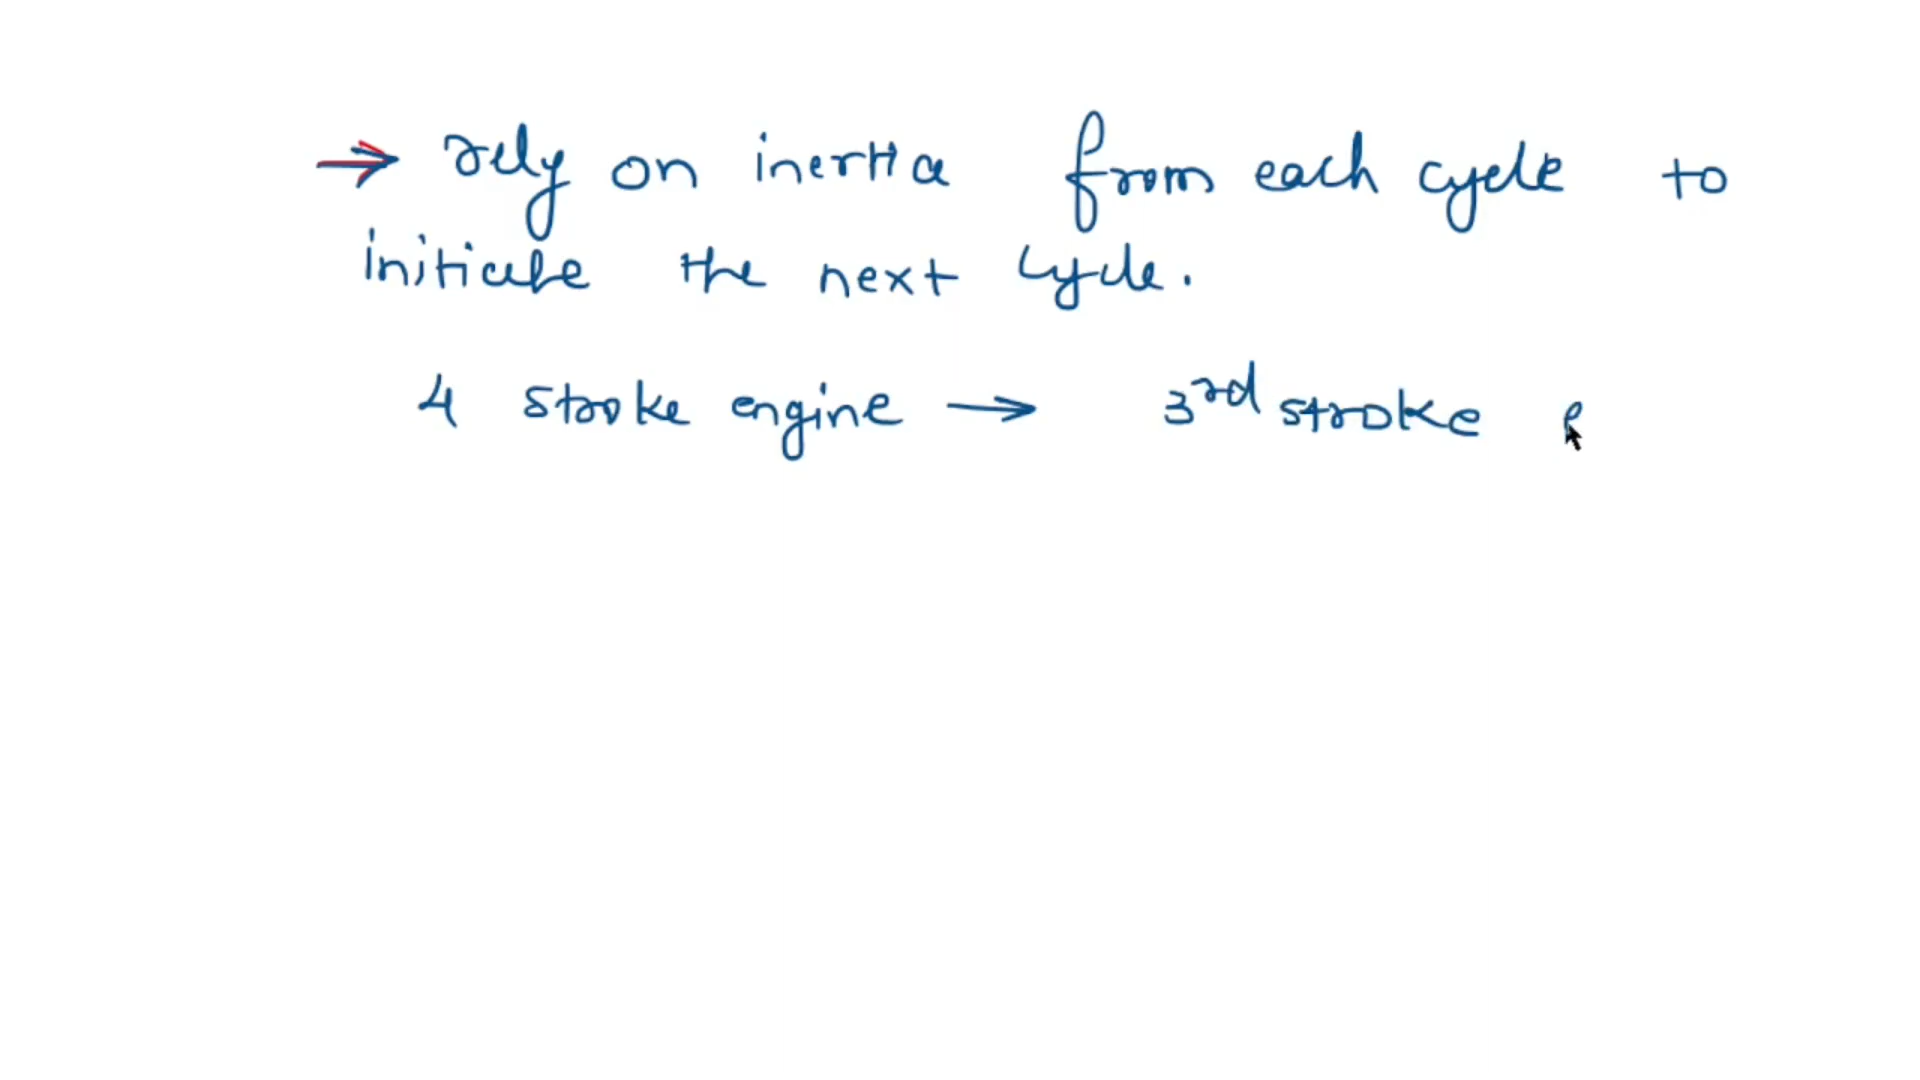 → rely on inertia from each cycle to
initiate the next cycle.
4 stroke engine → 3rd stroke